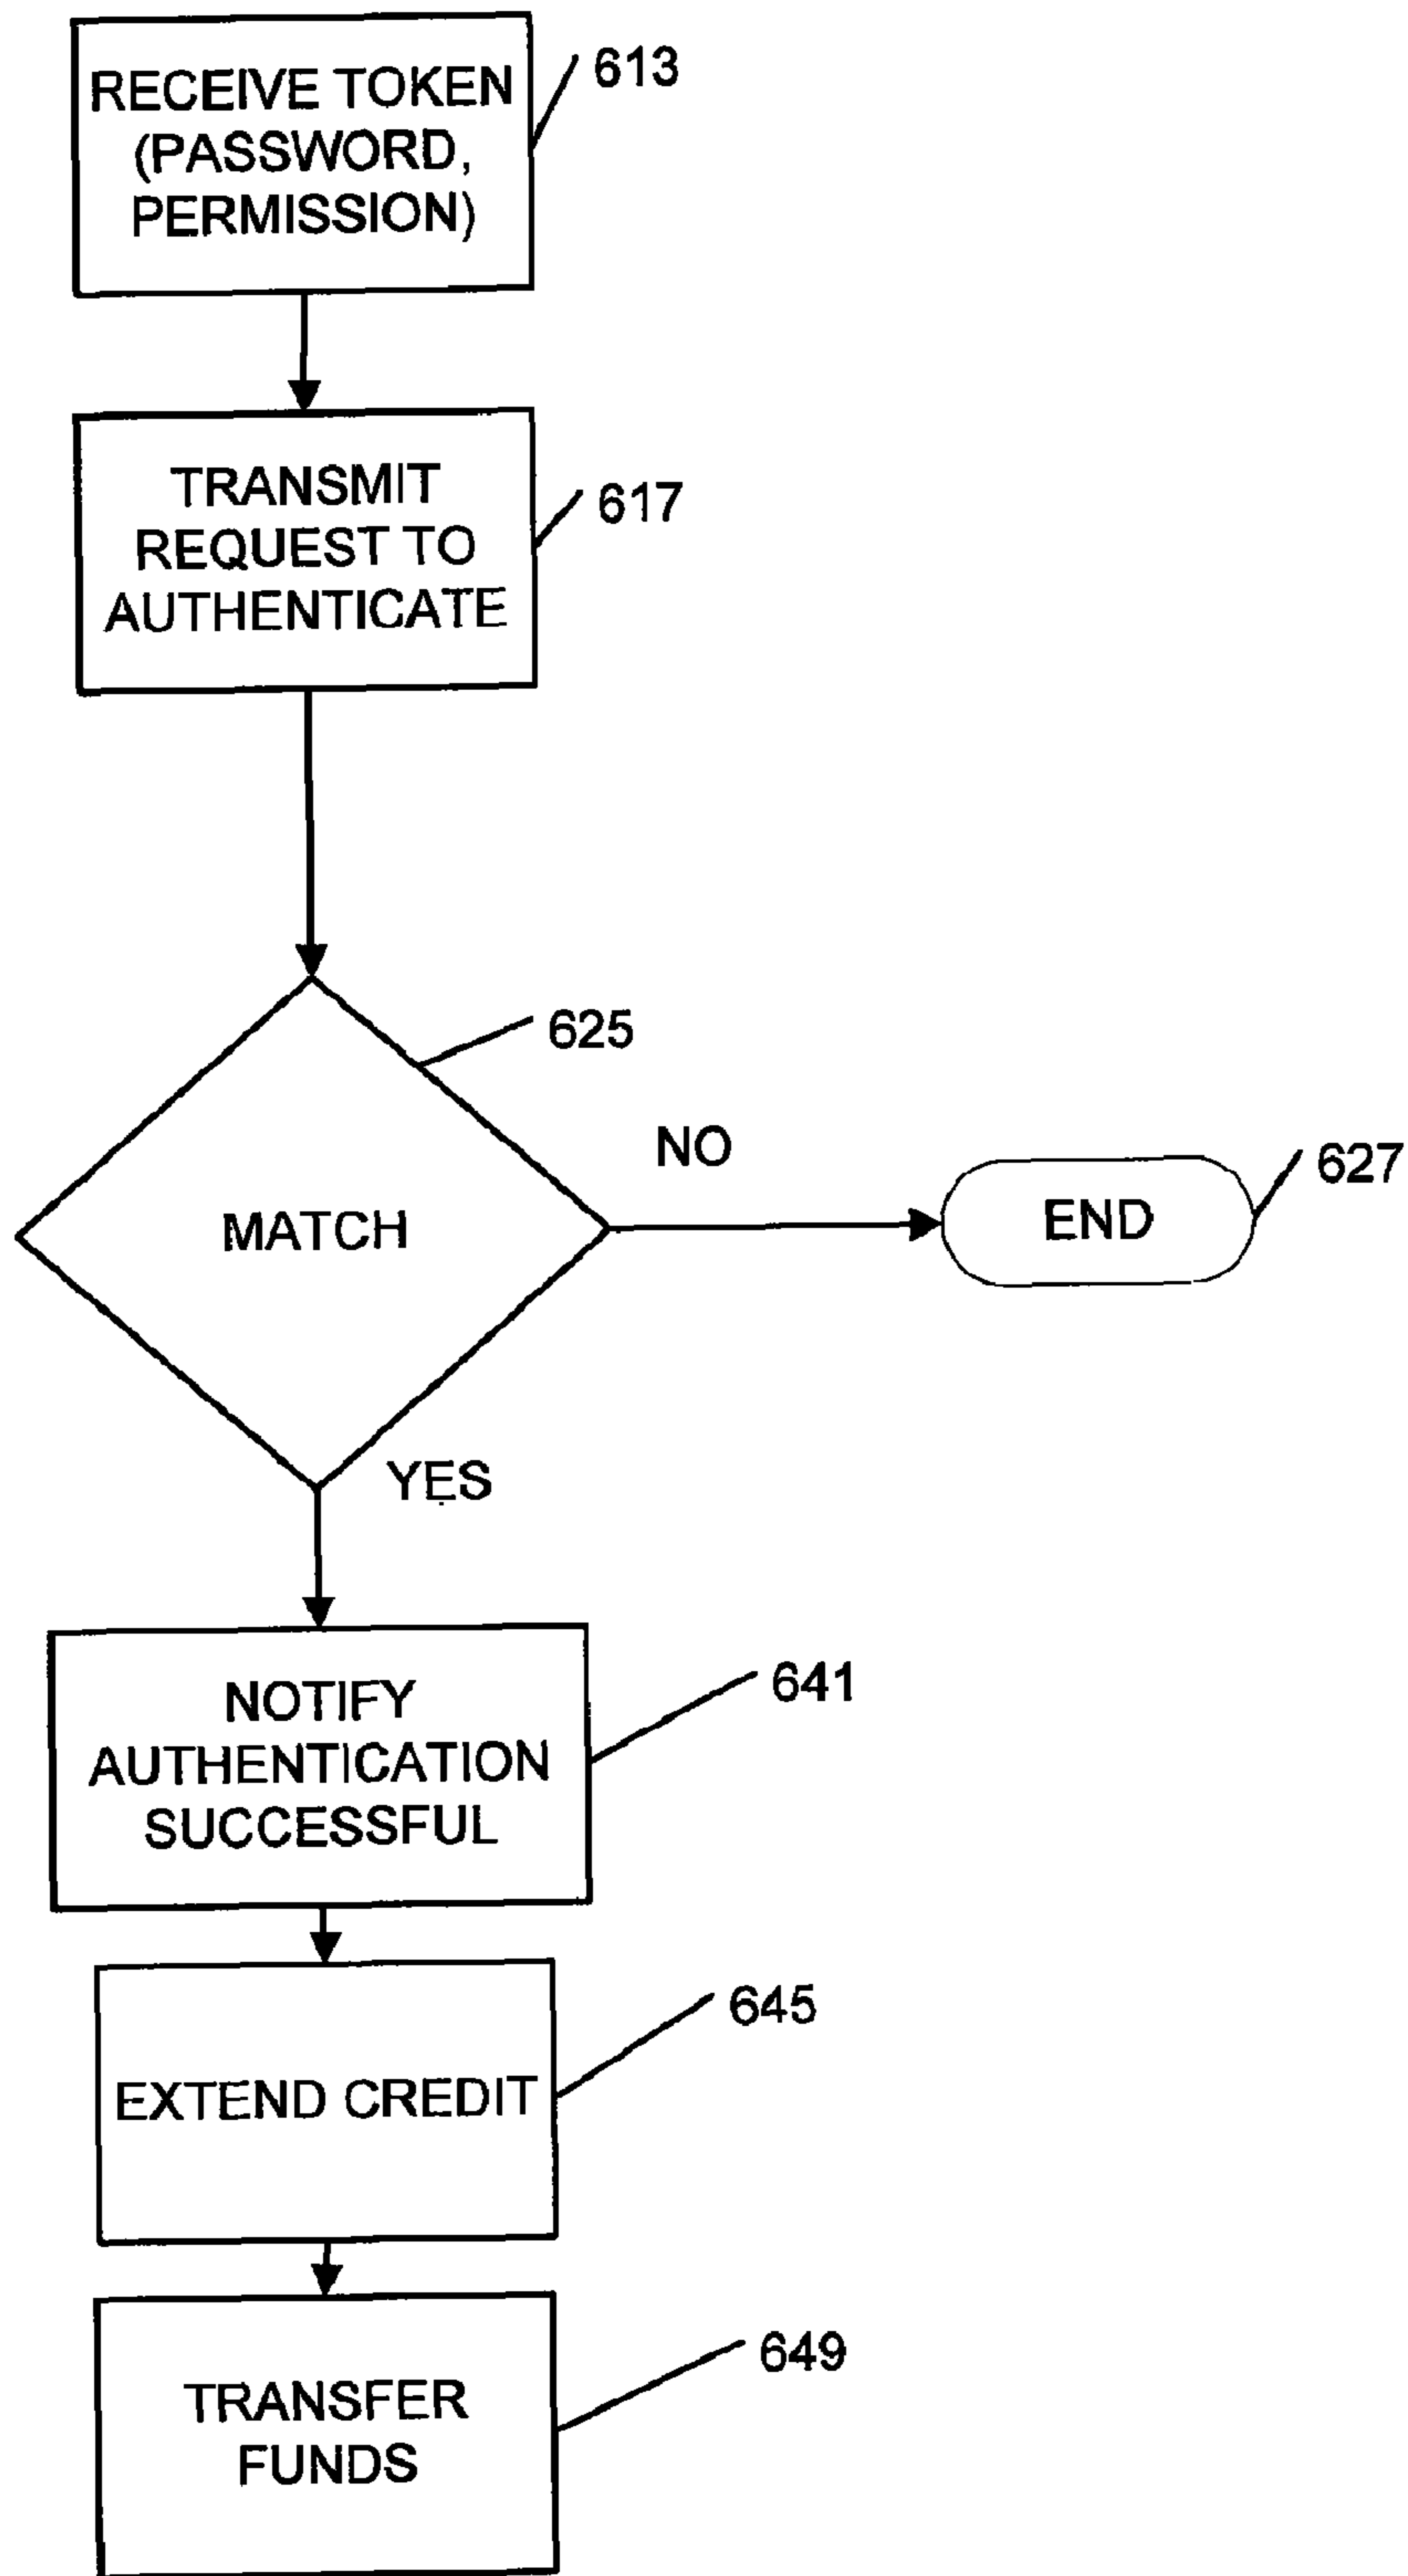 RECEIVE TOKEN
(PASSWORD,
PERMISSION)
613
TRANSMIT
REQUEST TO
AUTHENTICATE
617
625
MATCH
NO
END
627
YES
NOTIFY
AUTHENTICATION
SUCCESSFUL
641
EXTEND CREDIT
645
TRANSFER
FUNDS
649